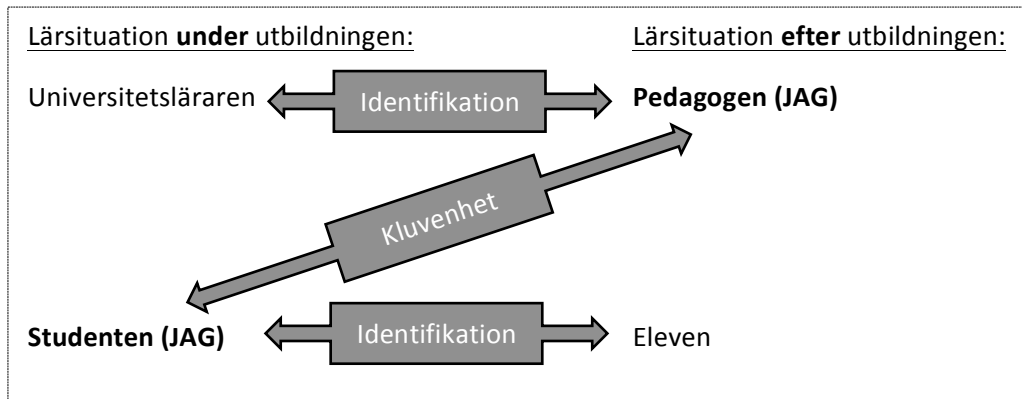 Lärsituation under utbildningen:
Lärsituation efter utbildningen:
Universitetsläraren
Identifikation
Pedagogen (JAG)
Kluvenhet
Studenten (JAG)
Identifikation
Eleven